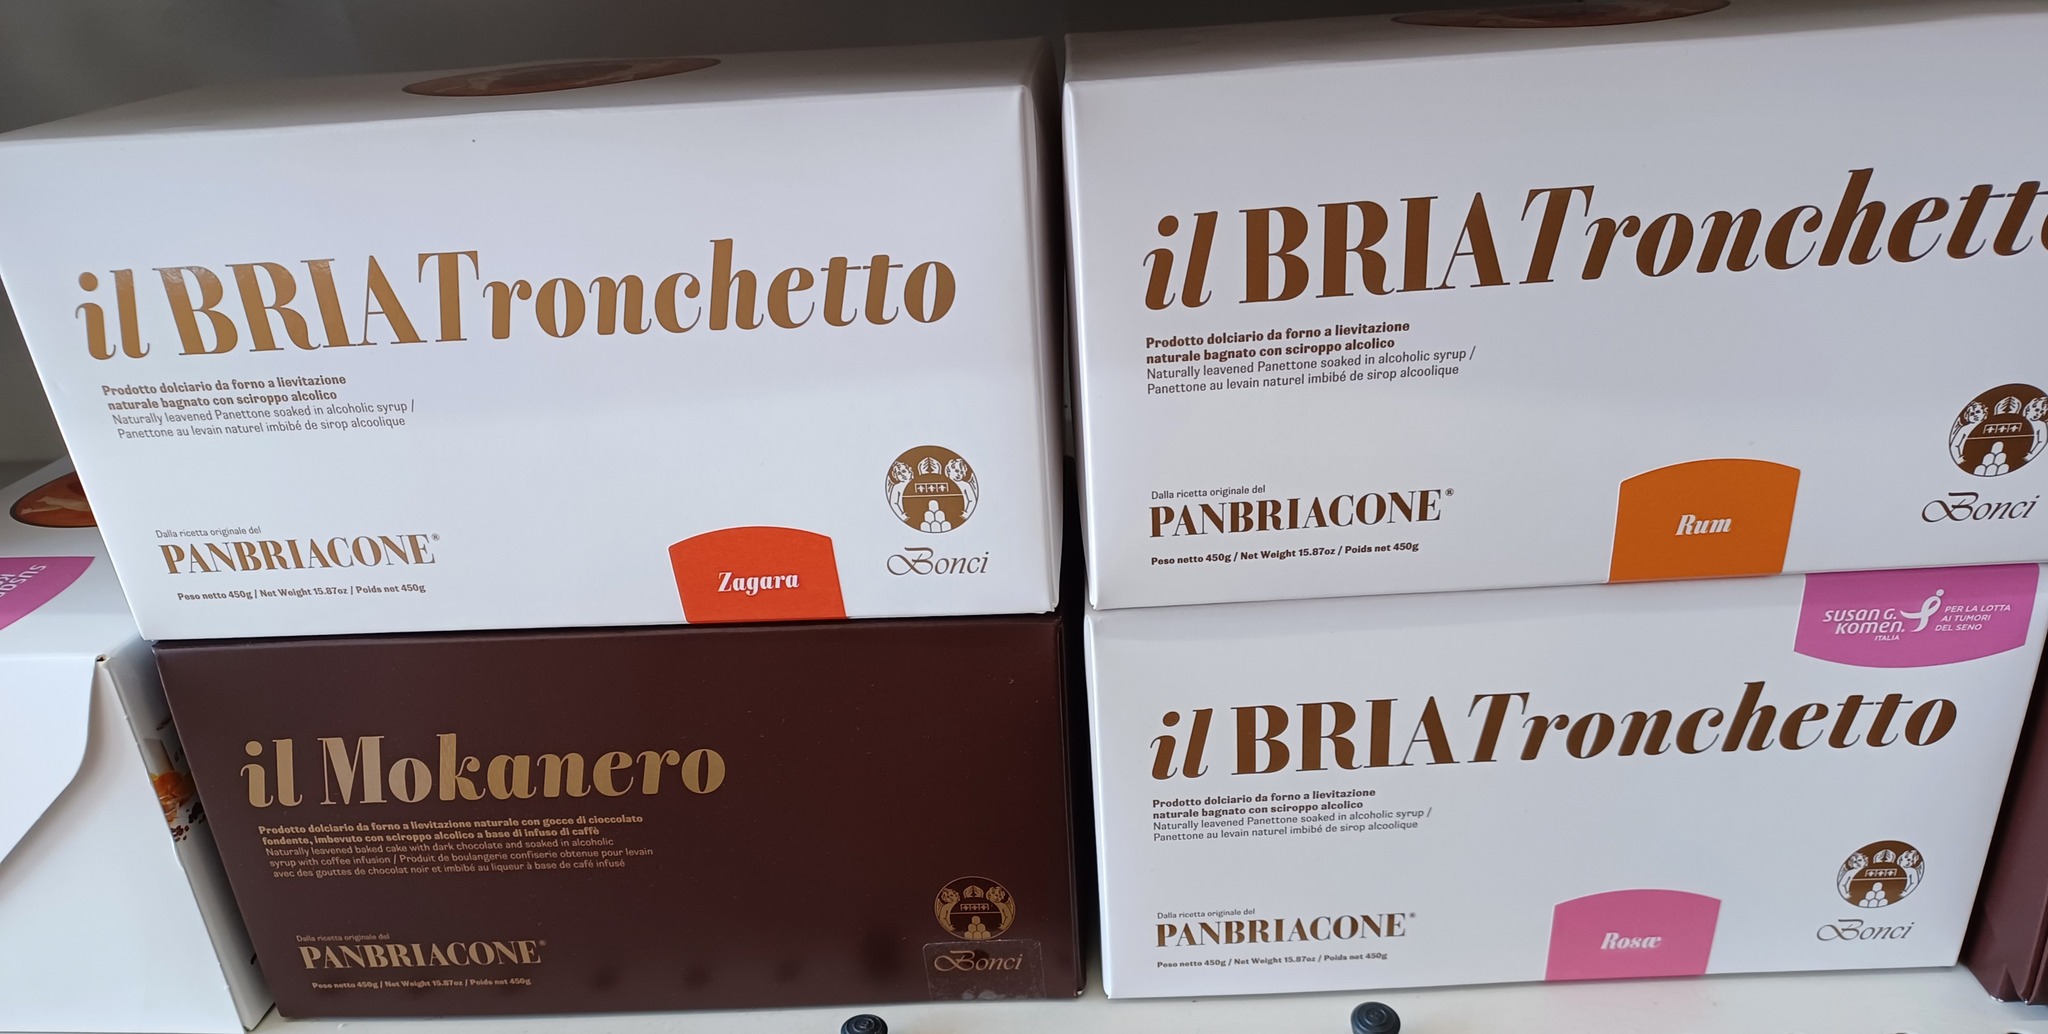 il BRIATronchetto
Prodotto dolciario da forno a lievitazione
naturale bagnato con sciroppo alcolico
Naturally leavened Panettone soaked in alcoholic syrup /
Panettone au levain naturel imbibé de sirop alcoolique
Dalla ricetta originale del
PANBRIACONE®
Peso netto 450g / Net Weight 15.87oz / Poids net 450g
Zagara
Bonci
il BRIATronchetto
Prodotto dolciario da forno a lievitazione
naturale bagnato con sciroppo alcolico
Naturally leavened Panettone soaked in alcoholic syrup /
Panettone au levain naturel imbibé de sirop alcoolique
Dalla ricetta originale del
PANBRIACONE®
Peso netto 450g / Net Weight 15.87oz / Poids net 450g
Rum
Bonci
il Mokanero
Prodotto dolciario da forno a lievitazione naturale con gocce di cioccolato
fondente, imbevuto con sciroppo alcolico a base di infuso di caffè
Naturally leavened baked cake with dark chocolate and soaked in alcoholic
syrup with coffee infusion / Produit de boulangerie confiserie obtenue pour levain
avec des gouttes de chocolat noir et imbibé au liqueur à base de café infusé
Dalla ricetta originale del
PANBRIACONE®
Peso netto 450g / Net Weight 15.87oz / Poids net 450g
Bonci
susan G.
komen.
ITALIA
PER LA LOTTA
AI TUMORI
DEL SENO
il BRIATronchetto
Prodotto dolciario da forno a lievitazione
naturale bagnato con sciroppo alcolico
Naturally leavened Panettone soaked in alcoholic syrup /
Panettone au levain naturel imbibé de sirop alcoolique
Dalla ricetta originale del
PANBRIACONE®
Peso netto 450g / Net Weight 15.87oz / Poids net 450g
Rosæ
Bonci